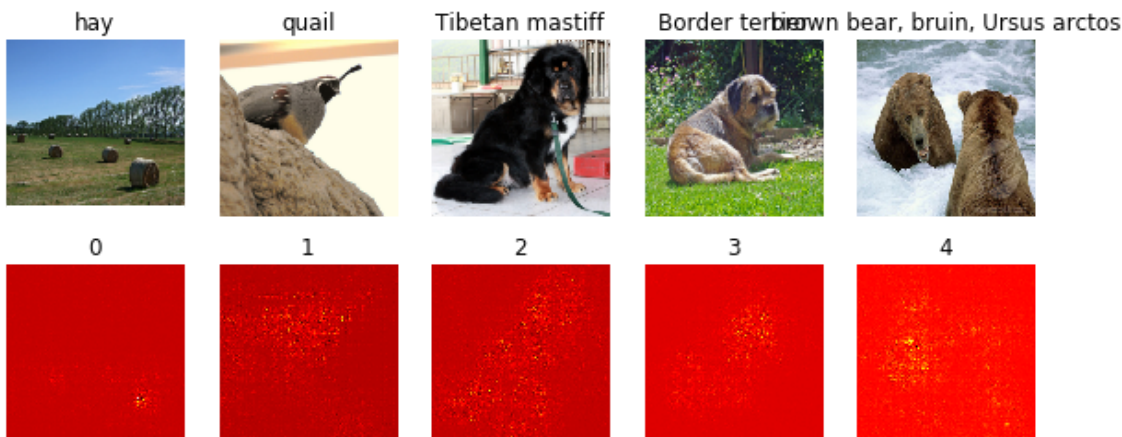 hay
quail
Tibetan mastiff
Border terrier
brown bear, bruin, Ursus arctos
0
1
2
3
4